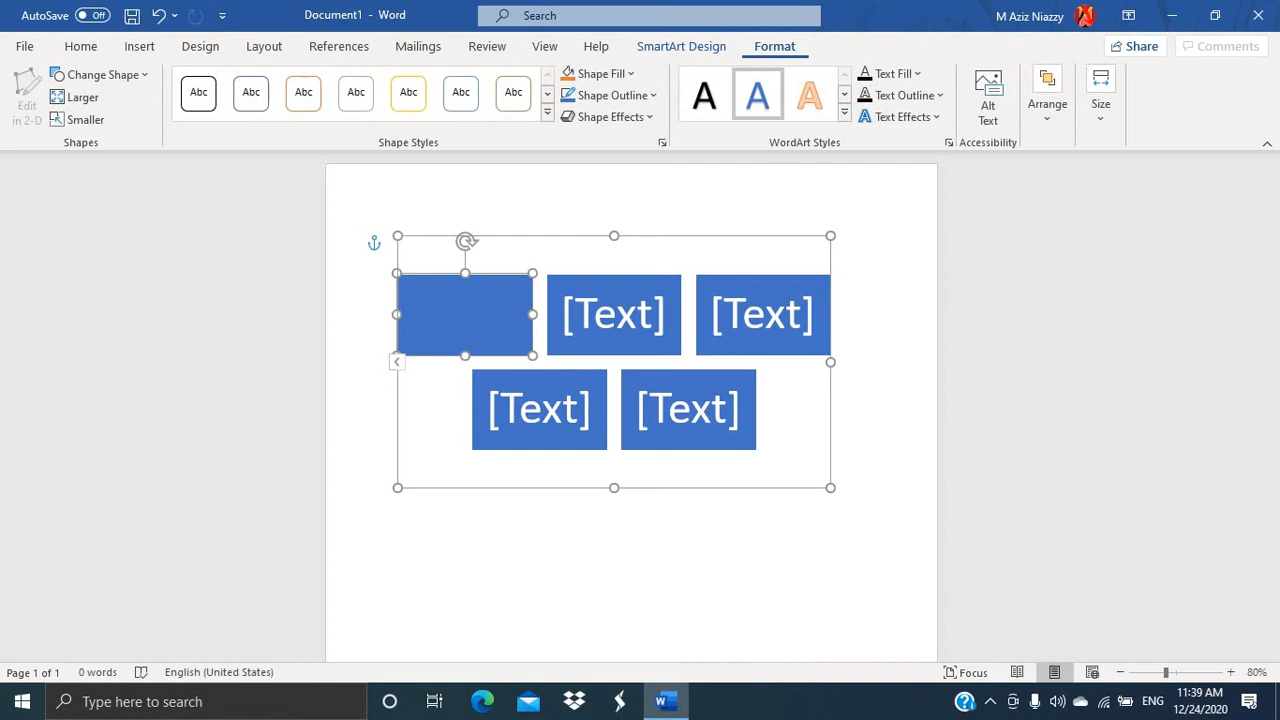 AutoSave Off Document1 - Word Search M Aziz Niazzy
File Home Insert Design Layout References Mailings Review View Help SmartArt Design Format Share Comments
Edit in 2-D
Change Shape
Larger
Smaller
Shapes
Abc Abc Abc Abc Abc Abc Abc
Shape Fill
Shape Outline
Shape Effects
Shape Styles
A A A
A Text Fill
A Text Outline
A Text Effects
WordArt Styles
Alt
Text
Accessibility
Arrange
Size
[Text] [Text]
[Text] [Text]
Page 1 of 1 0 words English (United States) Focus 80%
Type here to search
W
ENG
11:39 AM
12/24/2020